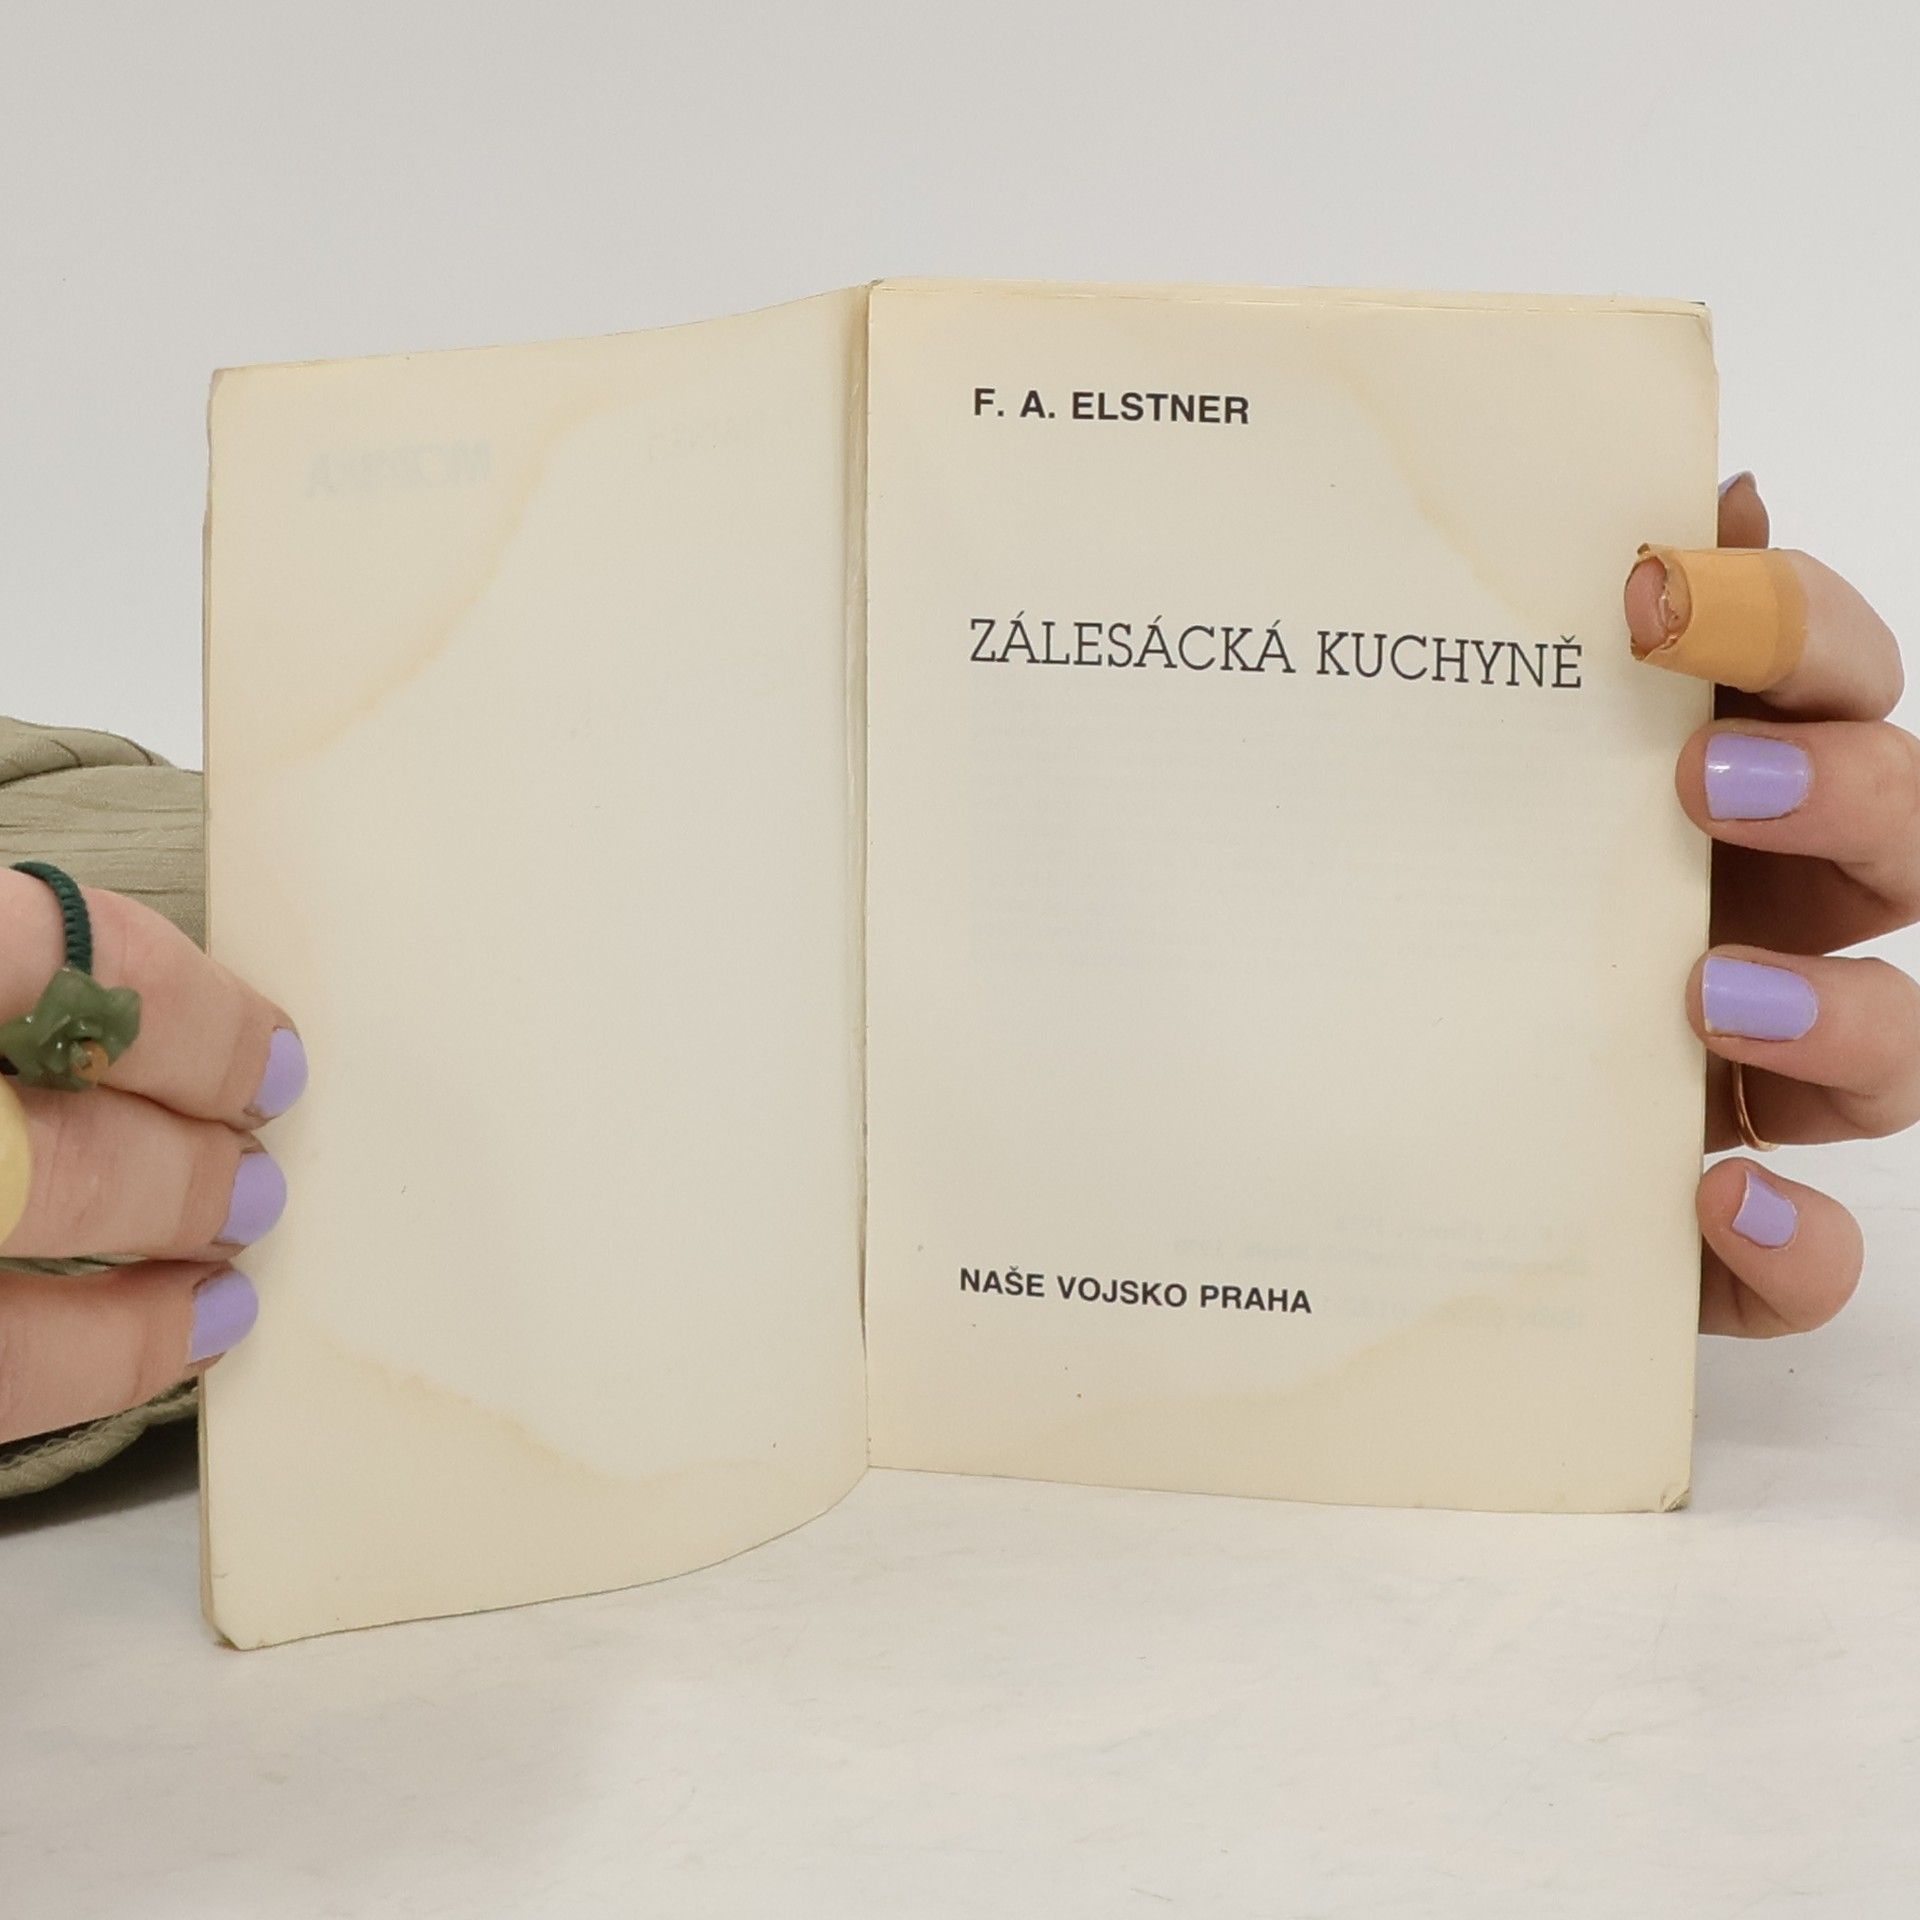 F. A. ELSTNER
ZÁLESÁCKÁ KUCHYNĚ
NAŠE VOJSKO PRAHA